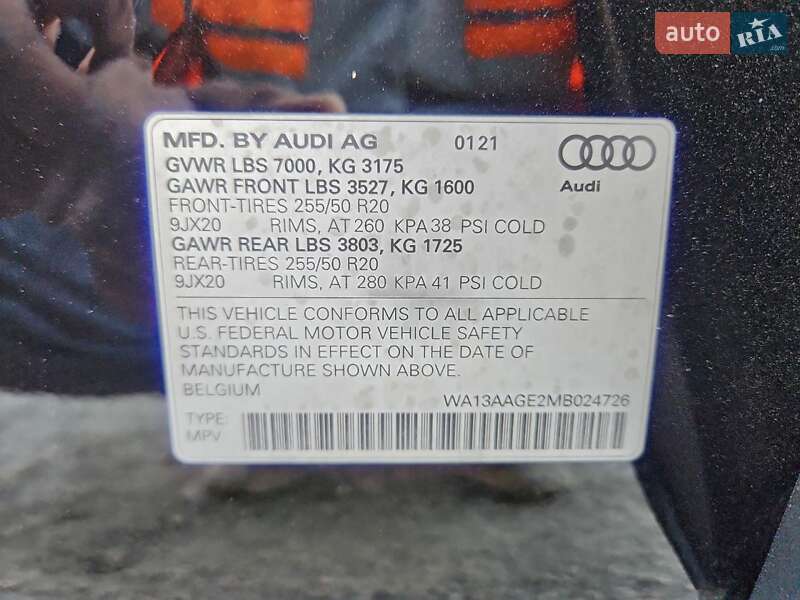 auto RIA .com
MFD. BY AUDI AG 0121
GVWR LBS 7000, KG 3175
GAWR FRONT LBS 3527, KG 1600
Audi
FRONT-TIRES 255/50 R20
9JX20 RIMS, AT 260 KPA 38 PSI COLD
GAWR REAR LBS 3803, KG 1725
REAR-TIRES 255/50 R20
9JX20 RIMS, AT 280 KPA 41 PSI COLD
THIS VEHICLE CONFORMS TO ALL APPLICABLE
U.S. FEDERAL MOTOR VEHICLE SAFETY
STANDARDS IN EFFECT ON THE DATE OF
MANUFACTURE SHOWN ABOVE.
BELGIUM WA13AAGE2MB024726
TYPE:
MPV